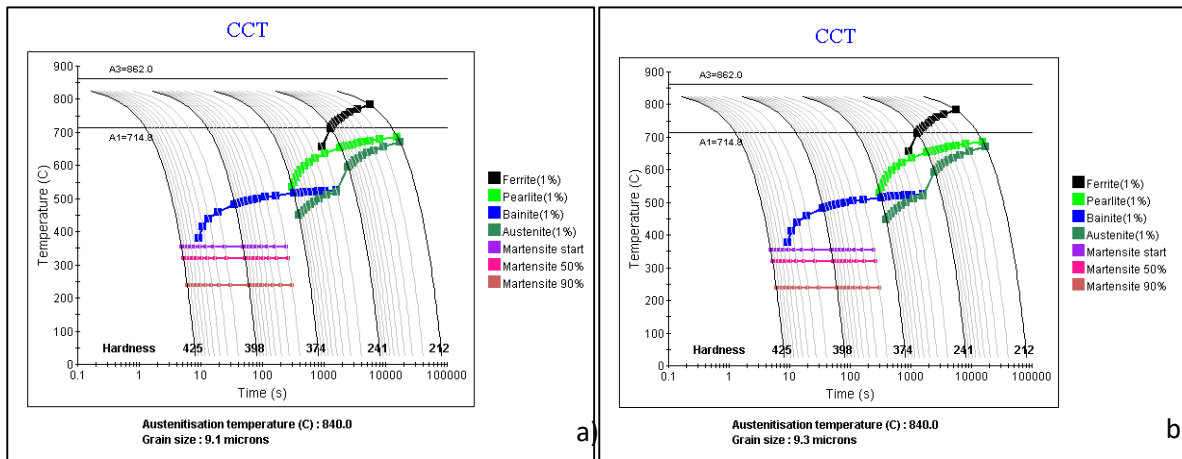 CCT
900
800
700
600
500
400
300
200
100
0
Temperature (C)
A3=862.0
A1=714.8
Hardness 425 398 374 241 212
0.1 1 10 100 1000 10000 100000
Time (s)
Ferrite(1%)
Pearlite(1%)
Bainite(1%)
Austenite(1%)
Martensite start
Martensite 50%
Martensite 90%
Austenitisation temperature (C) : 840.0
Grain size : 9.1 microns
a)
CCT
900
800
700
600
500
400
300
200
100
0
Temperature (C)
A3=862.0
A1=714.8
Hardness 425 398 374 241 212
0.1 1 10 100 1000 10000 100000
Time (s)
Ferrite(1%)
Pearlite(1%)
Bainite(1%)
Austenite(1%)
Martensite start
Martensite 50%
Martensite 90%
Austenitisation temperature (C) : 840.0
Grain size : 9.3 microns
b